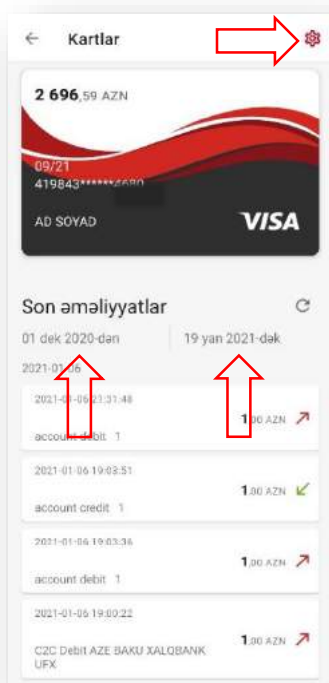 Kartlar
2 696,59 AZN
09/21
419843******4680
AD SOYAD
VISA
Son əməliyyatlar
01 dek 2020-dən
19 yan 2021-dək
2021-01-06
2021-01-06 21:31:48
1.00 AZN
account debit 1
2021-01-06 19:03:51
1.00 AZN
account credit 1
2021-01-06 19:03:36
1.00 AZN
account debit 1
2021-01-06 19:00:22
1.00 AZN
C2C Debit AZE BAKU XALQBANK
UFX